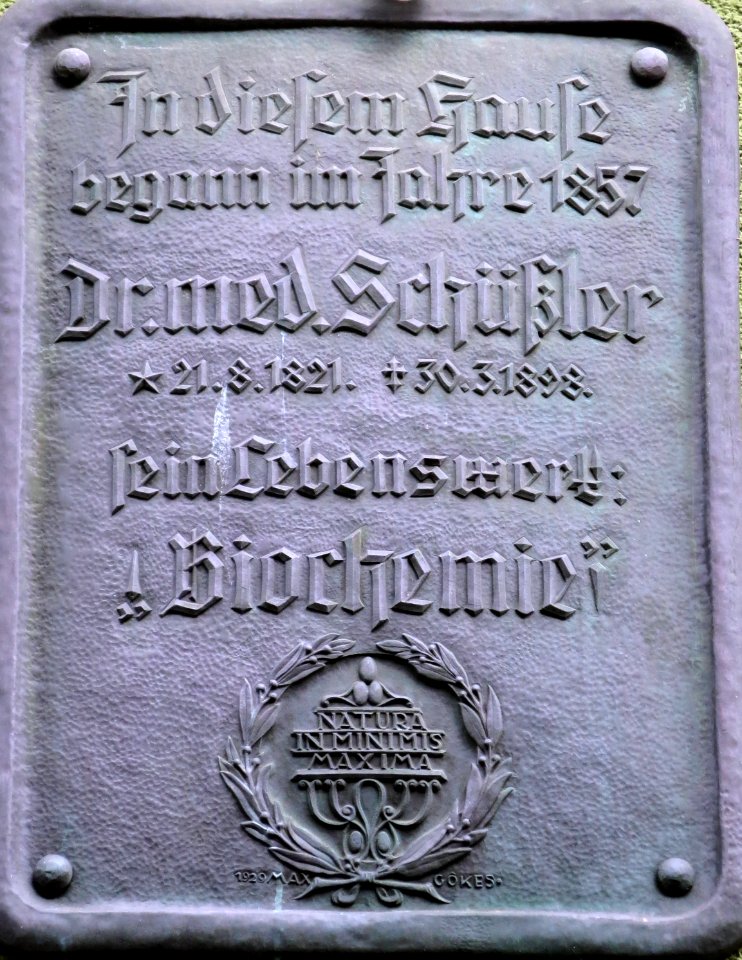 In diesem Hause
begann im Jahre 1857
Dr. med. Schüßler
★ 21. 8. 1821. ✝ 30. 3. 1898.
sein Lebenswerk:
„Biochemie”
NATURA
IN MINIMIS
MAXIMA
1929 MAX GÖKES.